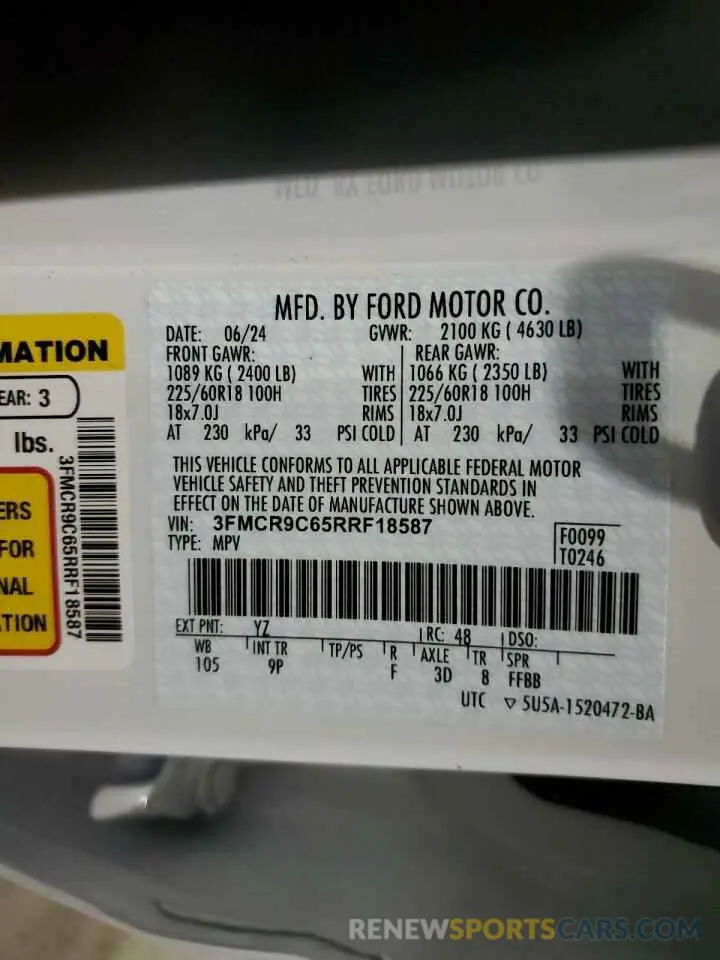 MFD. BY FORD MOTOR CO.
MFD. BY FORD MOTOR CO.
DATE: 06/24 GVWR: 2100 KG ( 4630 LB)
FRONT GAWR: REAR GAWR:
1089 KG ( 2400 LB) WITH 1066 KG ( 2350 LB) WITH
225/60R18 100H TIRES 225/60R18 100H TIRES
18x7.0J RIMS 18x7.0J RIMS
AT 230 kPa/ 33 PSI COLD AT 230 kPa/ 33 PSI COLD
THIS VEHICLE CONFORMS TO ALL APPLICABLE FEDERAL MOTOR
VEHICLE SAFETY AND THEFT PREVENTION STANDARDS IN
EFFECT ON THE DATE OF MANUFACTURE SHOWN ABOVE.
VIN: 3FMCR9C65RRF18587 F0099
TYPE: MPV T0246
EXT PNT: YZ RC: 48 DSO:
WB INT TR TP/PS R AXLE TR SPR
105 9P F 3D 8 FFBB
UTC ▽ 5U5A-1520472-BA
MATION
EAR: 3
lbs.
3FMCR9C65RRF18587
ERS
FOR
NAL
TION
RENEWSPORTSCARS.COM